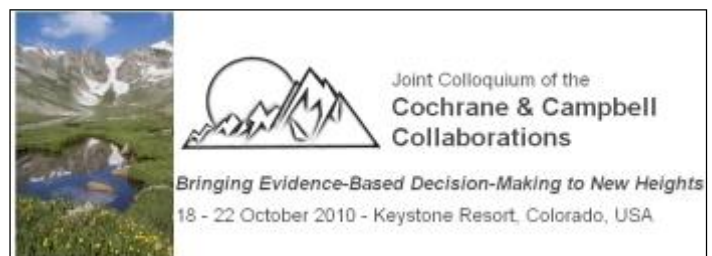 Joint Colloquium of the
Cochrane & Campbell
Collaborations
Bringing Evidence-Based Decision-Making to New Heights
18 - 22 October 2010 - Keystone Resort, Colorado, USA